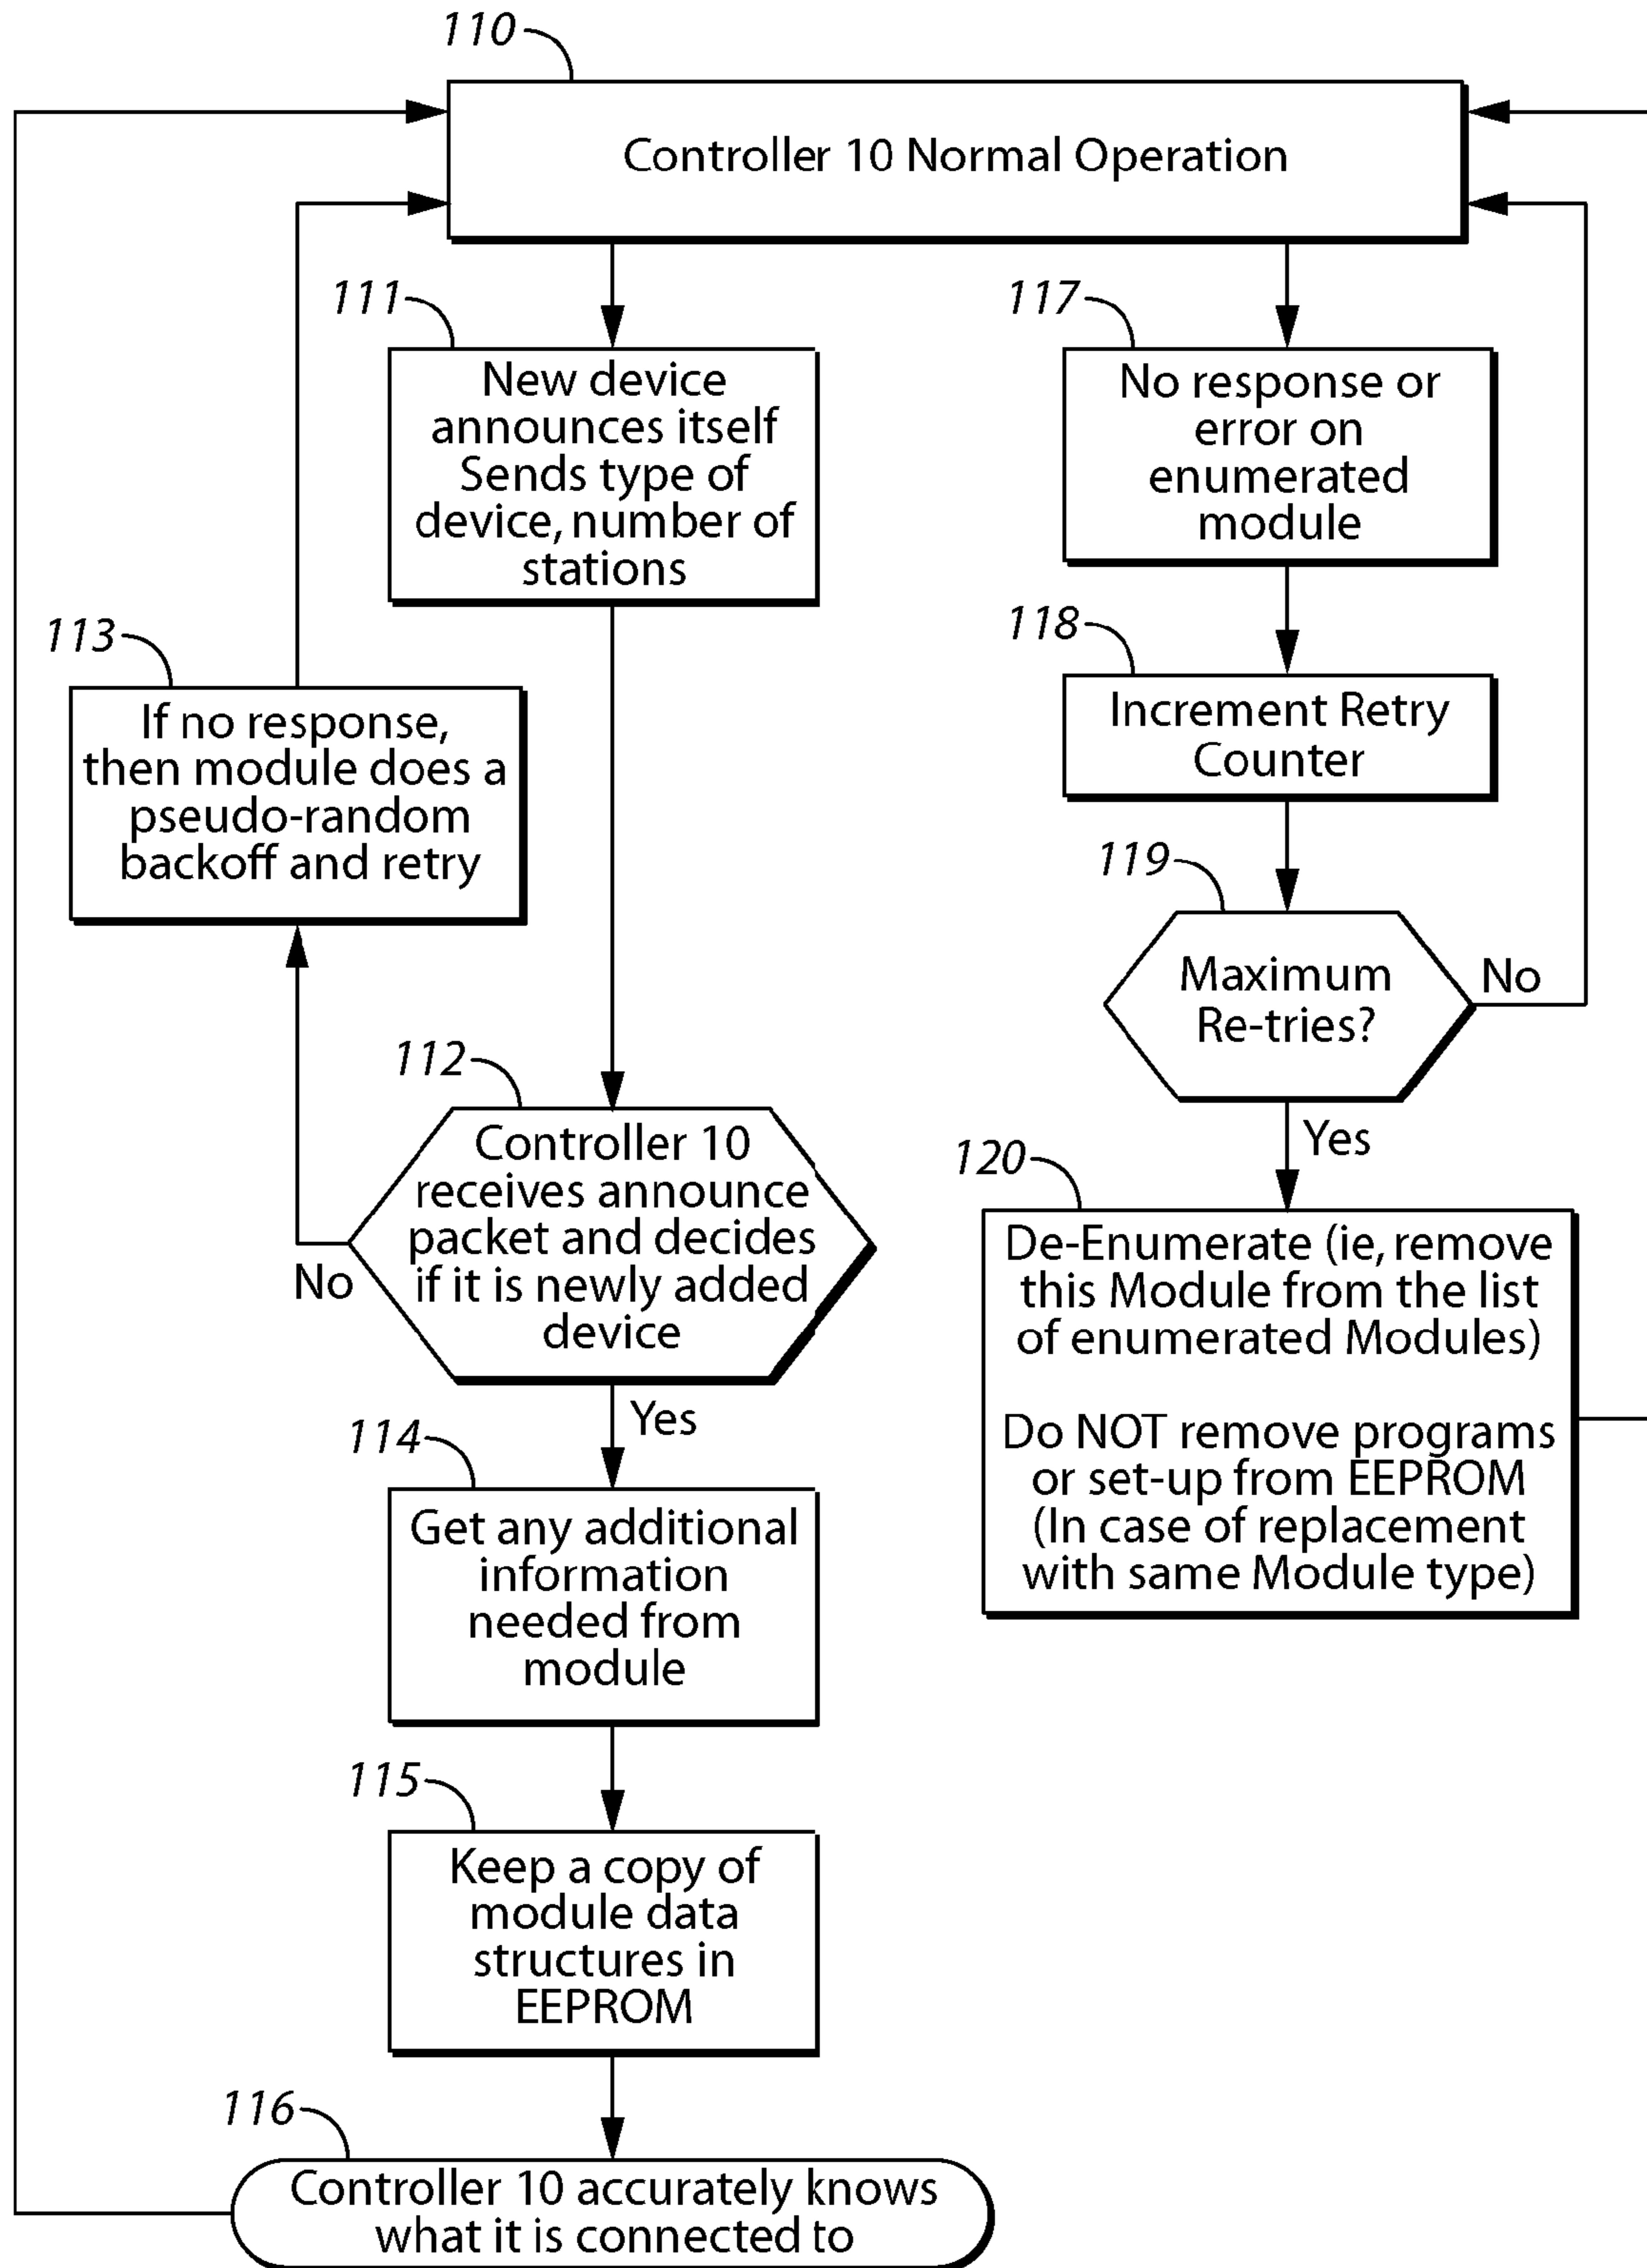 110
Controller 10 Normal Operation
111
New device
announces itself
Sends type of
device, number of
stations
113
If no response,
then module does a
pseudo-random
backoff and retry
112
Controller 10
receives announce
packet and decides
if it is newly added
device
No
Yes
114
Get any additional
information
needed from
module
115
Keep a copy of
module data
structures in
EEPROM
116
Controller 10 accurately knows
what it is connected to
117
No response or
error on
enumerated
module
118
Increment Retry
Counter
119
Maximum
Re-tries?
No
Yes
120
De-Enumerate (ie, remove
this Module from the list
of enumerated Modules)
Do NOT remove programs
or set-up from EEPROM
(In case of replacement
with same Module type)